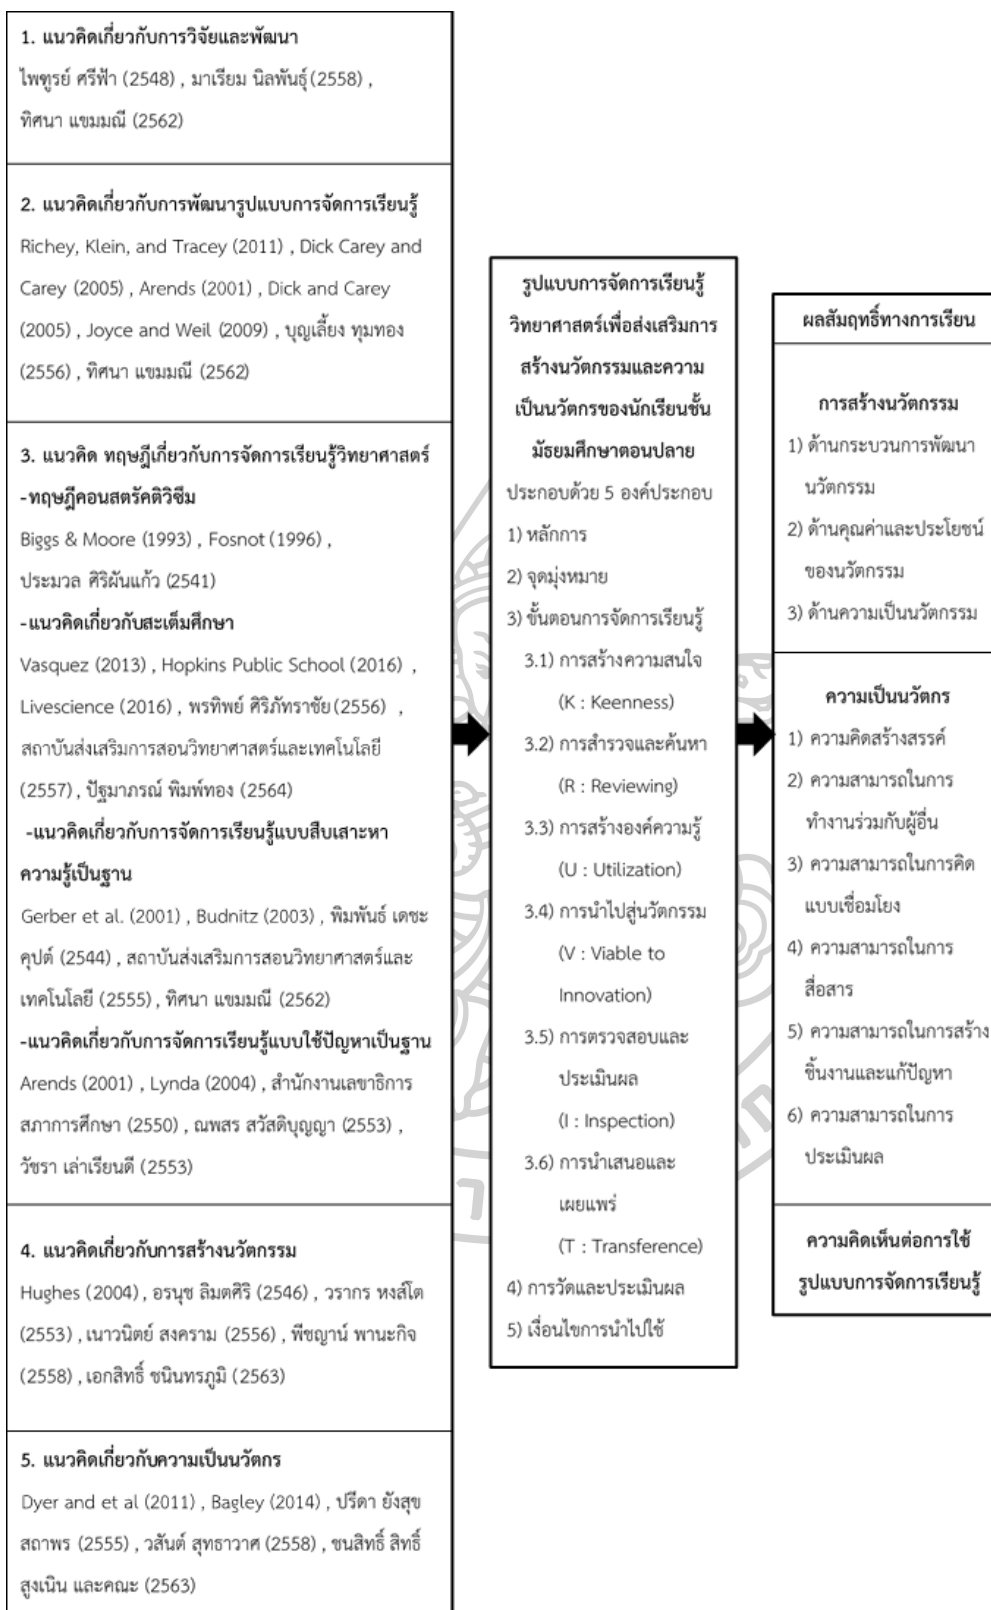 1. แนวคิดเกี่ยวกับการวิจัยและพัฒนา
ไพฑูรย์ ศรีฟ้า (2548) , มาเรียม นิลพันธุ์ (2558) ,
ทิศนา แขมมณี (2562)
2. แนวคิดเกี่ยวกับการพัฒนารูปแบบการจัดการเรียนรู้
Richey, Klein, and Tracey (2011) , Dick Carey and
Carey (2005) , Arends (2001) , Dick and Carey
(2005) , Joyce and Weil (2009) , บุญเลี้ยง ทุมทอง
(2556) , ทิศนา แขมมณี (2562)
3. แนวคิด ทฤษฎีเกี่ยวกับการจัดการเรียนรู้วิทยาศาสตร์
-ทฤษฎีคอนสตรัคติวิซึม
Biggs & Moore (1993) , Fosnot (1996) ,
ประมวล ศิริผันแก้ว (2541)
-แนวคิดเกี่ยวกับสะเต็มศึกษา
Vasquez (2013) , Hopkins Public School (2016) ,
Livescience (2016) , พรทิพย์ ศิริภัทราชัย (2556) ,
สถาบันส่งเสริมการสอนวิทยาศาสตร์และเทคโนโลยี
(2557) , ปัฐมาภรณ์ พิมพ์ทอง (2564)
-แนวคิดเกี่ยวกับการจัดการเรียนรู้แบบสืบเสาะหา
ความรู้เป็นฐาน
Gerber et al. (2001) , Budnitz (2003) , พิมพันธ์ เดชะ
คุปต์ (2544) , สถาบันส่งเสริมการสอนวิทยาศาสตร์และ
เทคโนโลยี (2555) , ทิศนา แขมมณี (2562)
-แนวคิดเกี่ยวกับการจัดการเรียนรู้แบบใช้ปัญหาเป็นฐาน
Arends (2001) , Lynda (2004) , สำนักงานเลขาธิการ
สภาการศึกษา (2550) , ณพสร สวัสดิบุญญา (2553) ,
วัชรา เล่าเรียนดี (2553)
4. แนวคิดเกี่ยวกับการสร้างนวัตกรรม
Hughes (2004) , อรนุช ลิมตศิริ (2546) , วรากร หงส์โต
(2553) , เนาวนิตย์ สงคราม (2556) , พีชญาน์ พานะกิจ
(2558) , เอกสิทธิ์ ชนินทรภูมิ (2563)
5. แนวคิดเกี่ยวกับความเป็นนวัตกร
Dyer and et al (2011) , Bagley (2014) , ปรีดา ยังสุข
สถาพร (2555) , วสันต์ สุทธาวาศ (2558) , ชนสิทธิ์ สิทธิ์
สูงเนิน และคณะ (2563)
รูปแบบการจัดการเรียนรู้
วิทยาศาสตร์เพื่อส่งเสริมการ
สร้างนวัตกรรมและความ
เป็นนวัตกรของนักเรียนชั้น
มัธยมศึกษาตอนปลาย
ประกอบด้วย 5 องค์ประกอบ
1) หลักการ
2) จุดมุ่งหมาย
3) ขั้นตอนการจัดการเรียนรู้
3.1) การสร้างความสนใจ
(K : Keenness)
3.2) การสำรวจและค้นหา
(R : Reviewing)
3.3) การสร้างองค์ความรู้
(U : Utilization)
3.4) การนำไปสู่นวัตกรรม
(V : Viable to
Innovation)
3.5) การตรวจสอบและ
ประเมินผล
(I : Inspection)
3.6) การนำเสนอและ
เผยแพร่
(T : Transference)
4) การวัดและประเมินผล
5) เงื่อนไขการนำไปใช้
ผลสัมฤทธิ์ทางการเรียน
การสร้างนวัตกรรม
1) ด้านกระบวนการพัฒนา
นวัตกรรม
2) ด้านคุณค่าและประโยชน์
ของนวัตกรรม
3) ด้านความเป็นนวัตกรรม
ความเป็นนวัตกร
1) ความคิดสร้างสรรค์
2) ความสามารถในการ
ทำงานร่วมกับผู้อื่น
3) ความสามารถในการคิด
แบบเชื่อมโยง
4) ความสามารถในการ
สื่อสาร
5) ความสามารถในการสร้าง
ชิ้นงานและแก้ปัญหา
6) ความสามารถในการ
ประเมินผล
ความคิดเห็นต่อการใช้
รูปแบบการจัดการเรียนรู้